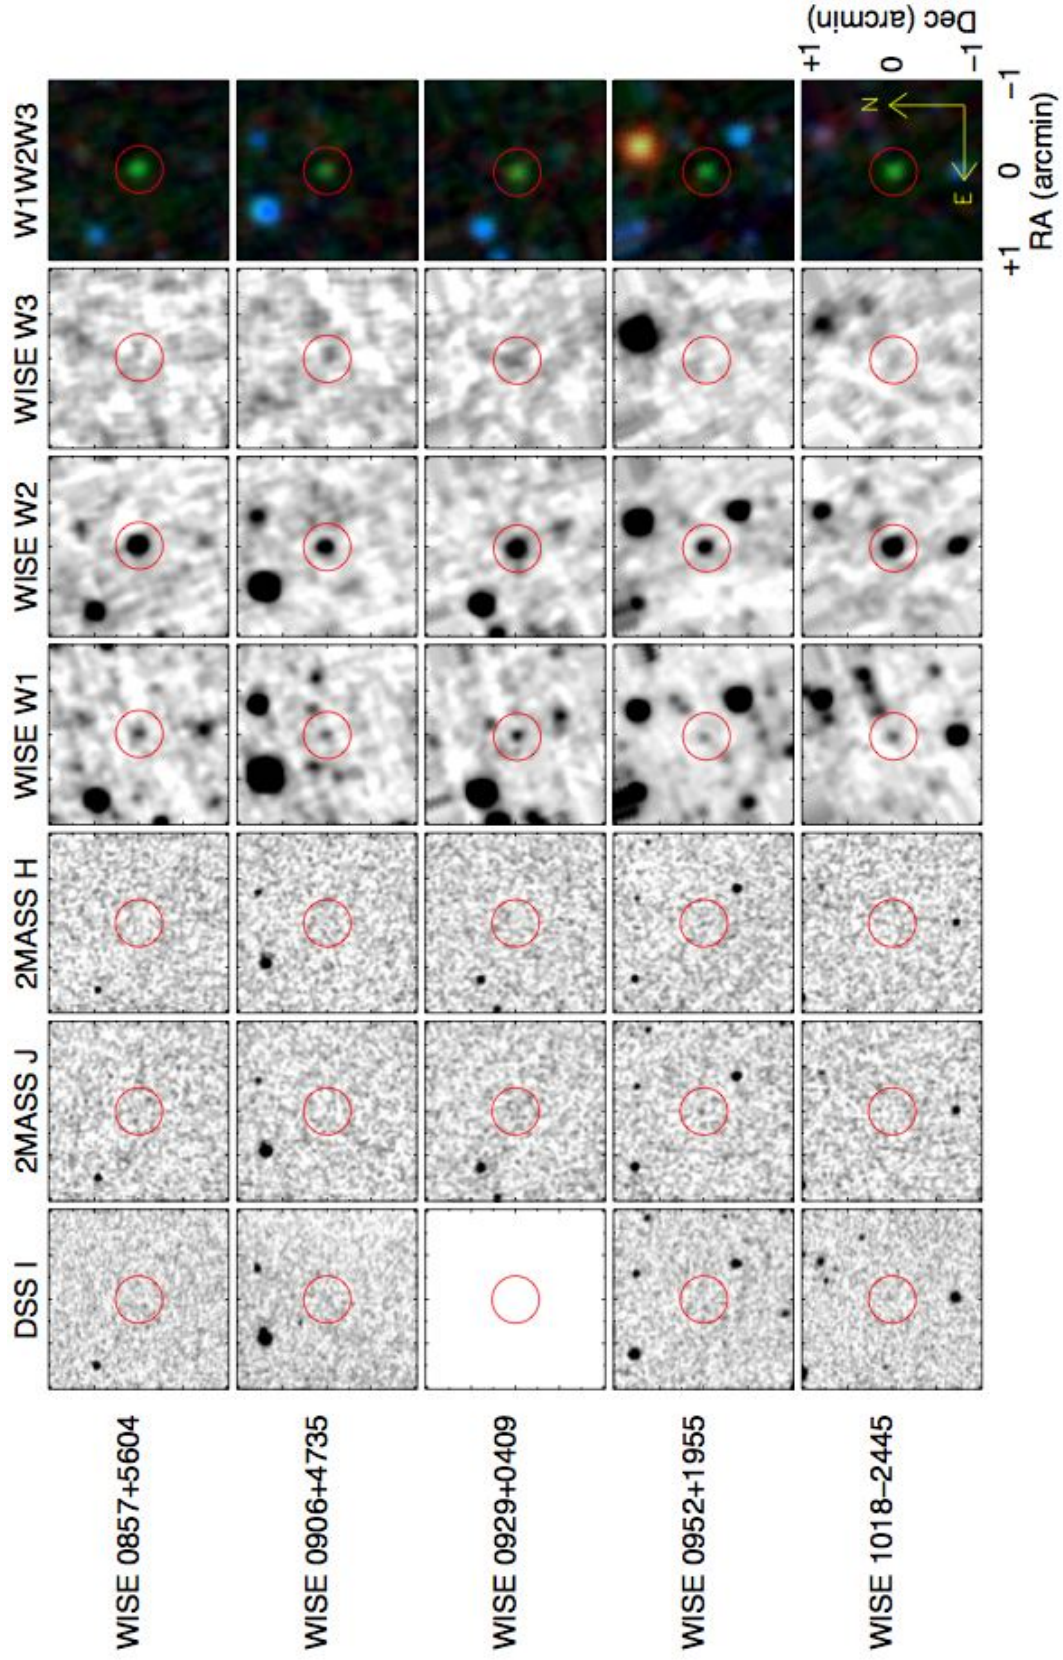 DSS I 2MASS J 2MASS H WISE W1 WISE W2 WISE W3 W1W2W3
WISE 0857+5604
WISE 0906+4735
WISE 0929+0409
WISE 0952+1955
WISE 1018−2445
N
E
+1
0
−1
Dec (arcmin)
+1 0 −1
RA (arcmin)